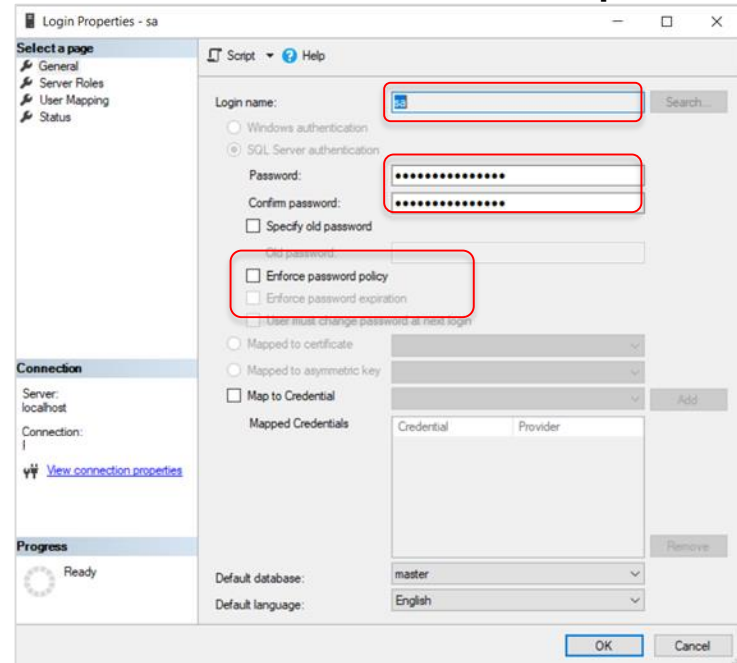 Login Properties - sa
Select a page
General
Server Roles
User Mapping
Status
Script
Help
Login name:
sa
Search...
Windows authentication
SQL Server authentication
Password:
●●●●●●●●●●●●●●●
Confirm password:
●●●●●●●●●●●●●●●
Specify old password
Old password:
Enforce password policy
Enforce password expiration
User must change password at next login
Mapped to certificate
Mapped to asymmetric key
Map to Credential
Add
Mapped Credentials
Credential Provider
Remove
Default database: master
Default language: English
Connection
Server:
localhost
Connection:
View connection properties
Progress
Ready
OK Cancel